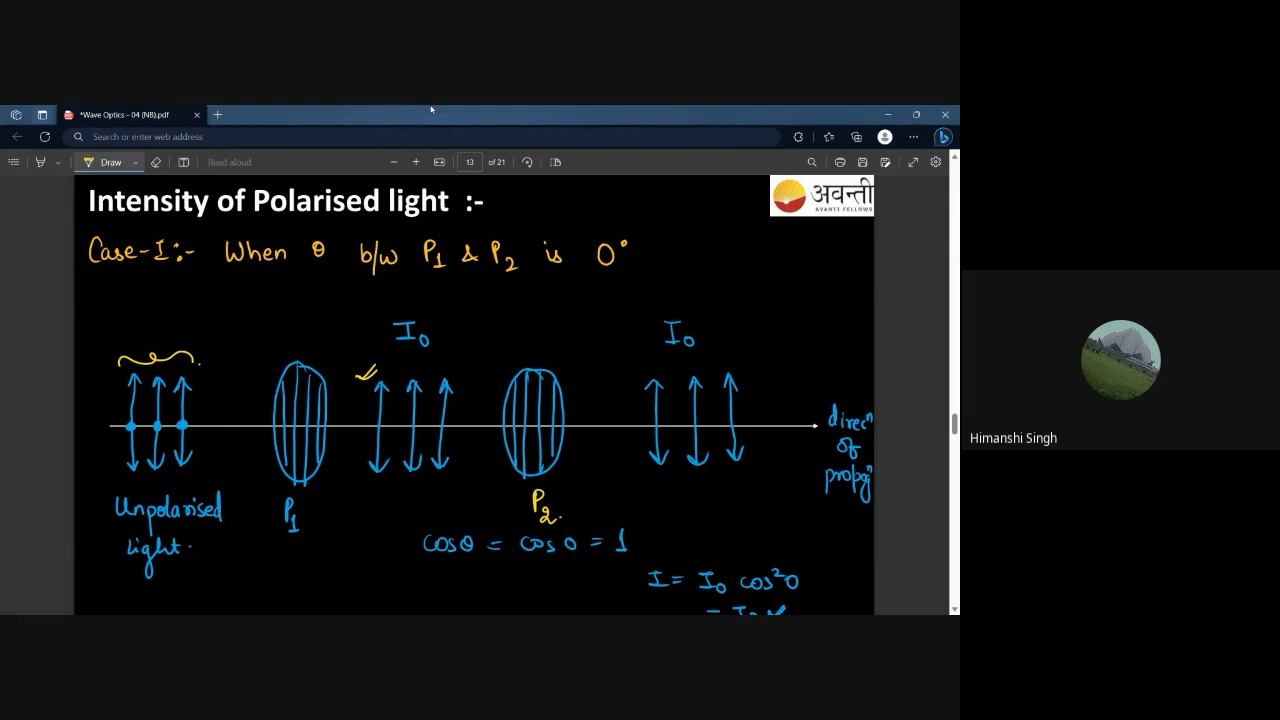 *Wave Optics - 04 (NB).pdf
Search or enter web address
Draw
Read aloud
13 of 21
Intensity of Polarised light :-
अवन्ती
AVANTI FELLOWS
Case-I:- When θ b/w P1 & P2 is 0°
I0 I0
direcn
of
propgn
Unpolarised
light.
P1
P2.
cosθ = cos 0 = 1
I = I0 cos²0
= I0
Himanshi Singh